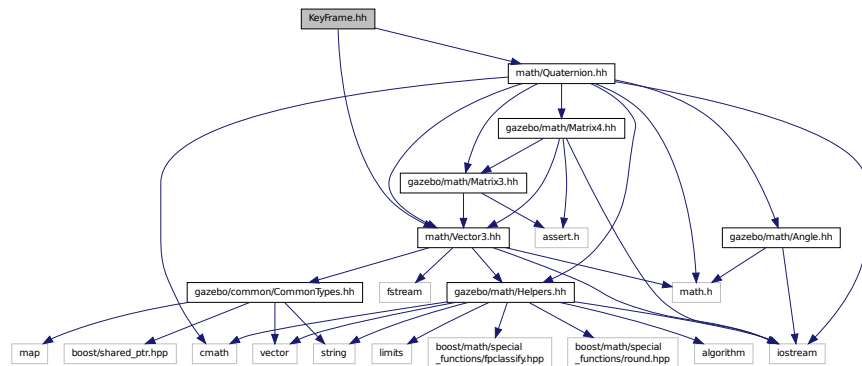 KeyFrame.hh
math/Quaternion.hh
gazebo/math/Matrix4.hh
gazebo/math/Matrix3.hh
math/Vector3.hh
assert.h
gazebo/math/Angle.hh
gazebo/common/CommonTypes.hh
fstream
gazebo/math/Helpers.hh
math.h
map
boost/shared_ptr.hpp
cmath
vector
string
limits
boost/math/special
_functions/fpclassify.hpp
boost/math/special
_functions/round.hpp
algorithm
iostream